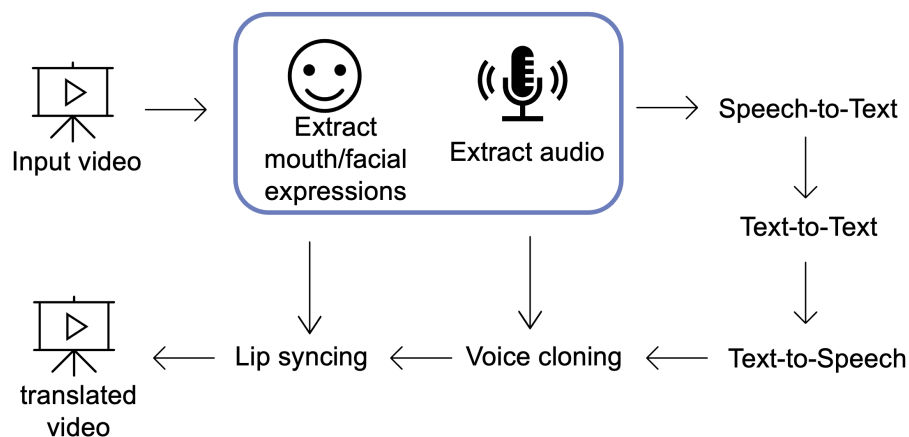 Input video
Extract
mouth/facial
expressions
Extract audio
Speech-to-Text
Text-to-Text
Text-to-Speech
Voice cloning
Lip syncing
translated
video